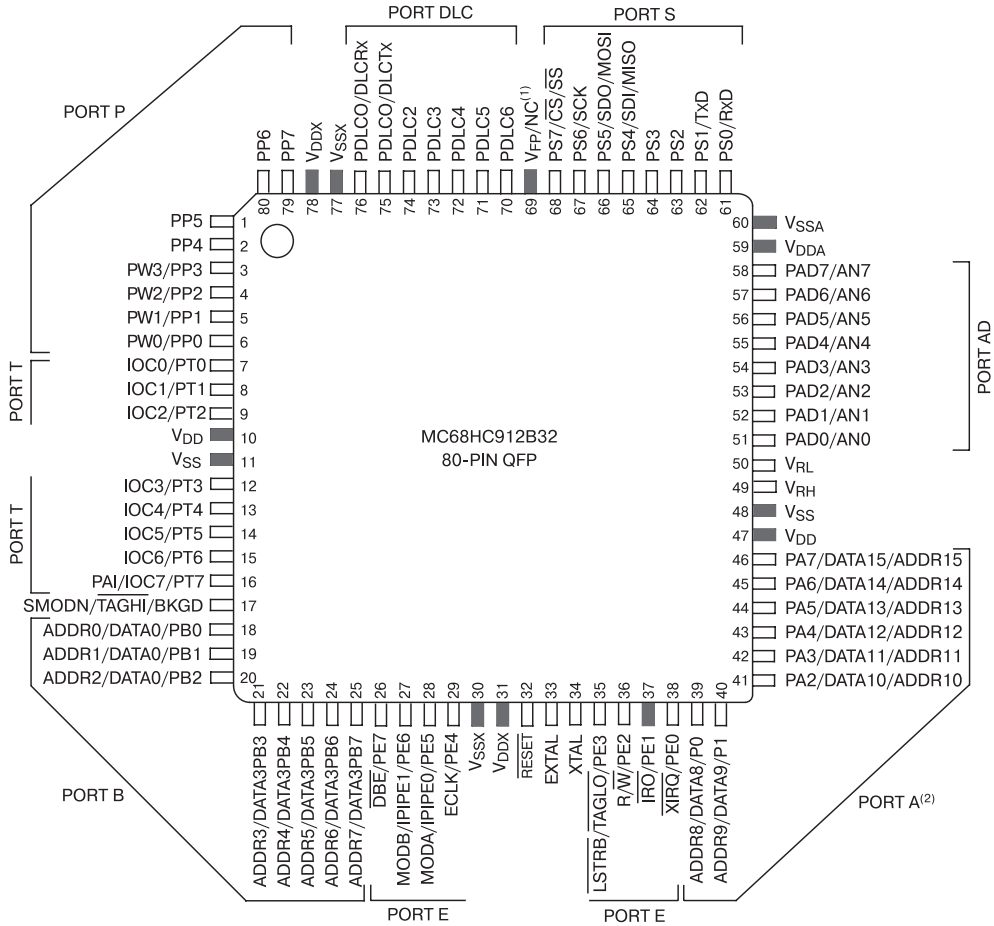 PORT DLC
PORT S
PORT P
PP6
PP7
VDDX
VSSX
PDLCO/DLCRx
PDLCO/DLCTx
PDLC2
PDLC3
PDLC4
PDLC5
PDLC6
VFP/NC(1)
PS7/CS/SS
PS6/SCK
PS5/SDO/MOSI
PS4/SDI/MISO
PS3
PS2
PS1/TxD
PS0/RxD
80
79
78
77
76
75
74
73
72
71
70
69
68
67
66
65
64
63
62
61
PP5 1
PP4 2
PW3/PP3 3
PW2/PP2 4
PW1/PP1 5
PW0/PP0 6
PORT T
IOC0/PT0 7
IOC1/PT1 8
IOC2/PT2 9
VDD 10
VSS 11
PORT T
IOC3/PT3 12
IOC4/PT4 13
IOC5/PT5 14
IOC6/PT6 15
PAI/IOC7/PT7 16
SMODN/TAGHI/BKGD 17
ADDR0/DATA0/PB0 18
ADDR1/DATA0/PB1 19
ADDR2/DATA0/PB2 20
MC68HC912B32
80-PIN QFP
60 VSSA
59 VDDA
58 PAD7/AN7
57 PAD6/AN6
56 PAD5/AN5
55 PAD4/AN4
54 PAD3/AN3
53 PAD2/AN2
52 PAD1/AN1
51 PAD0/AN0
PORT AD
50 VRL
49 VRH
48 VSS
47 VDD
46 PA7/DATA15/ADDR15
45 PA6/DATA14/ADDR14
44 PA5/DATA13/ADDR13
43 PA4/DATA12/ADDR12
42 PA3/DATA11/ADDR11
41 PA2/DATA10/ADDR10
21
22
23
24
25
26
27
28
29
30
31
32
33
34
35
36
37
38
39
40
ADDR3/DATA3PB3
ADDR4/DATA3PB4
ADDR5/DATA3PB5
ADDR6/DATA3PB6
ADDR7/DATA3PB7
DBE/PE7
MODB/IPIPE1/PE6
MODA/IPIPE0/PE5
ECLK/PE4
VSSX
VDDX
RESET
EXTAL
XTAL
LSTRB/TAGLO/PE3
R/W/PE2
IRO/PE1
XIRQ/PE0
ADDR8/DATA8/P0
ADDR9/DATA9/P1
PORT B
PORT A(2)
PORT E
PORT E